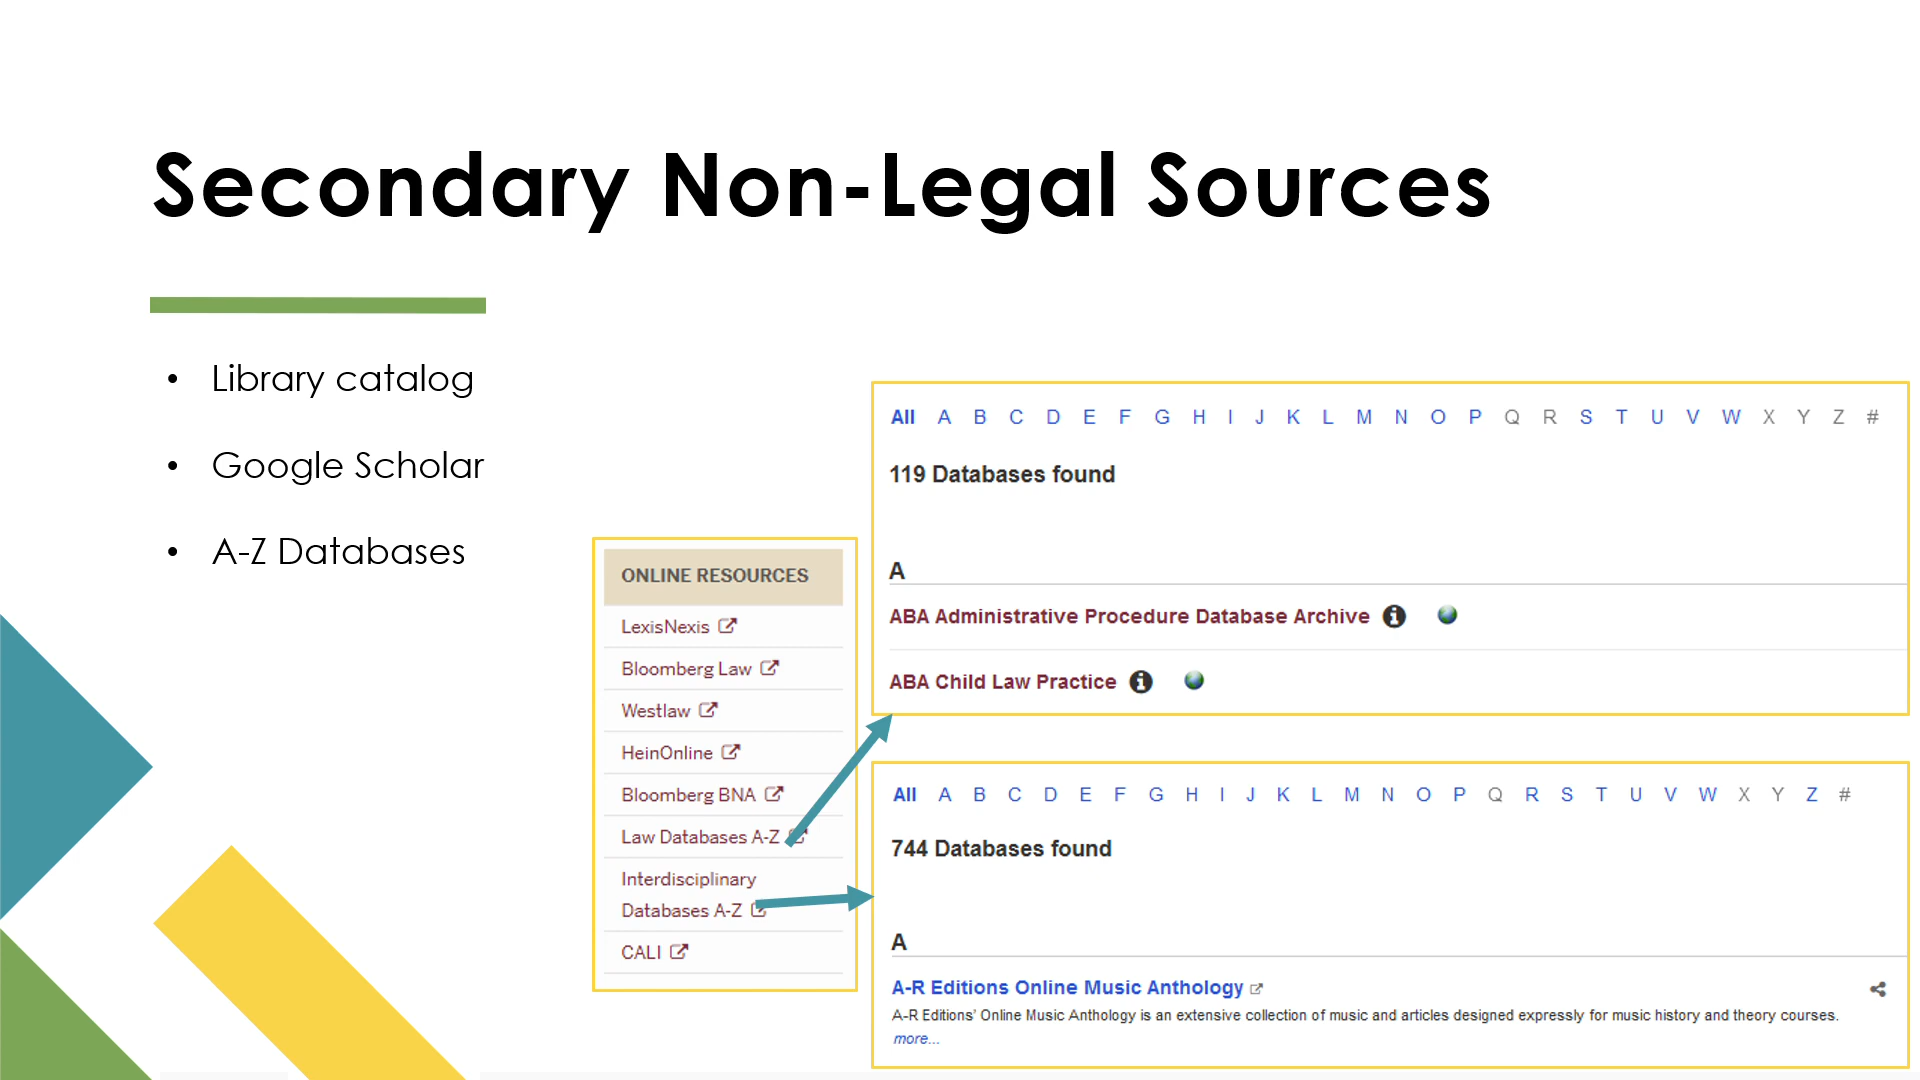 Secondary Non-Legal Sources
• Library catalog
• Google Scholar
• A-Z Databases
ONLINE RESOURCES
LexisNexis
Bloomberg Law
Westlaw
HeinOnline
Bloomberg BNA
Law Databases A-Z
Interdisciplinary
Databases A-Z
CALI
All A B C D E F G H I J K L M N O P Q R S T U V W X Y Z #
119 Databases found
A
ABA Administrative Procedure Database Archive
ABA Child Law Practice
All A B C D E F G H I J K L M N O P Q R S T U V W X Y Z #
744 Databases found
A
A-R Editions Online Music Anthology
A-R Editions' Online Music Anthology is an extensive collection of music and articles designed expressly for music history and theory courses.
more...